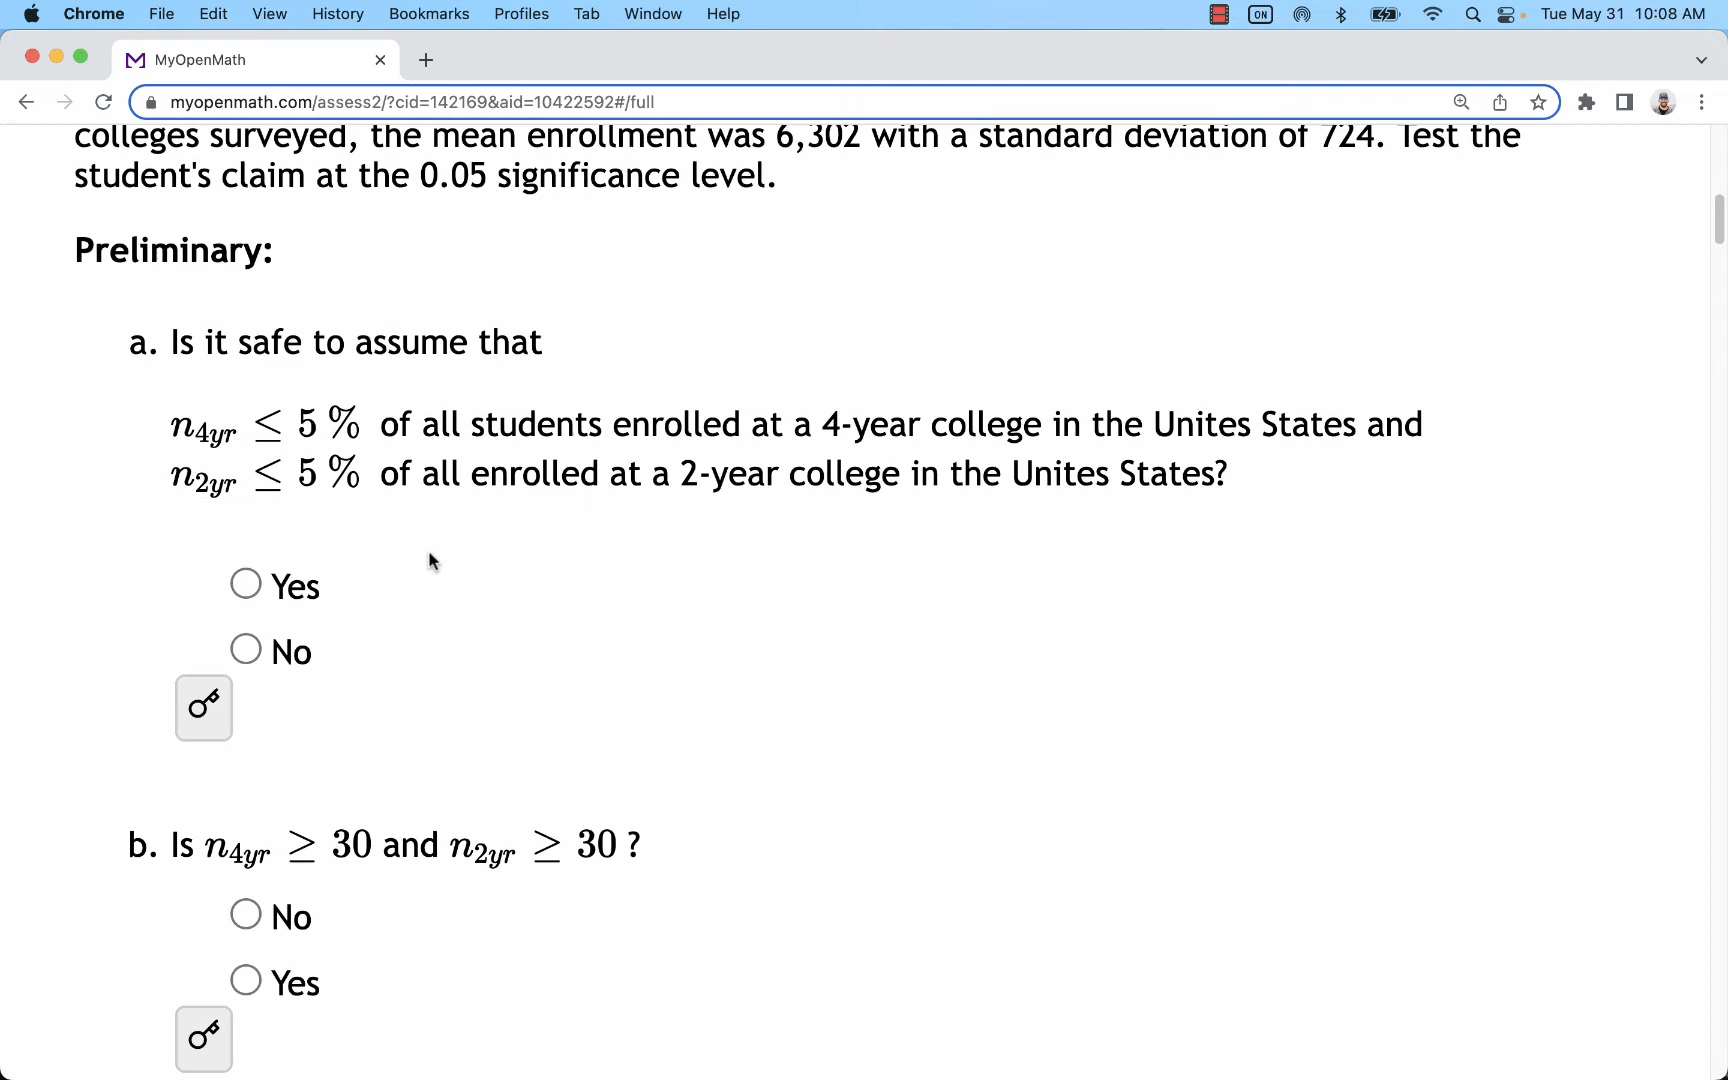 Chrome File Edit View History Bookmarks Profiles Tab Window Help ON Tue May 31 10:08 AM
MyOpenMath
myopenmath.com/assess2/?cid=142169&aid=10422592#/full
colleges surveyed, the mean enrollment was 6,302 with a standard deviation of 724. Test the
student's claim at the 0.05 significance level.
Preliminary:
a. Is it safe to assume that
n4yr ≤ 5 % of all students enrolled at a 4-year college in the Unites States and
n2yr ≤ 5 % of all enrolled at a 2-year college in the Unites States?
Yes
No
b. Is n4yr ≥ 30 and n2yr ≥ 30 ?
No
Yes